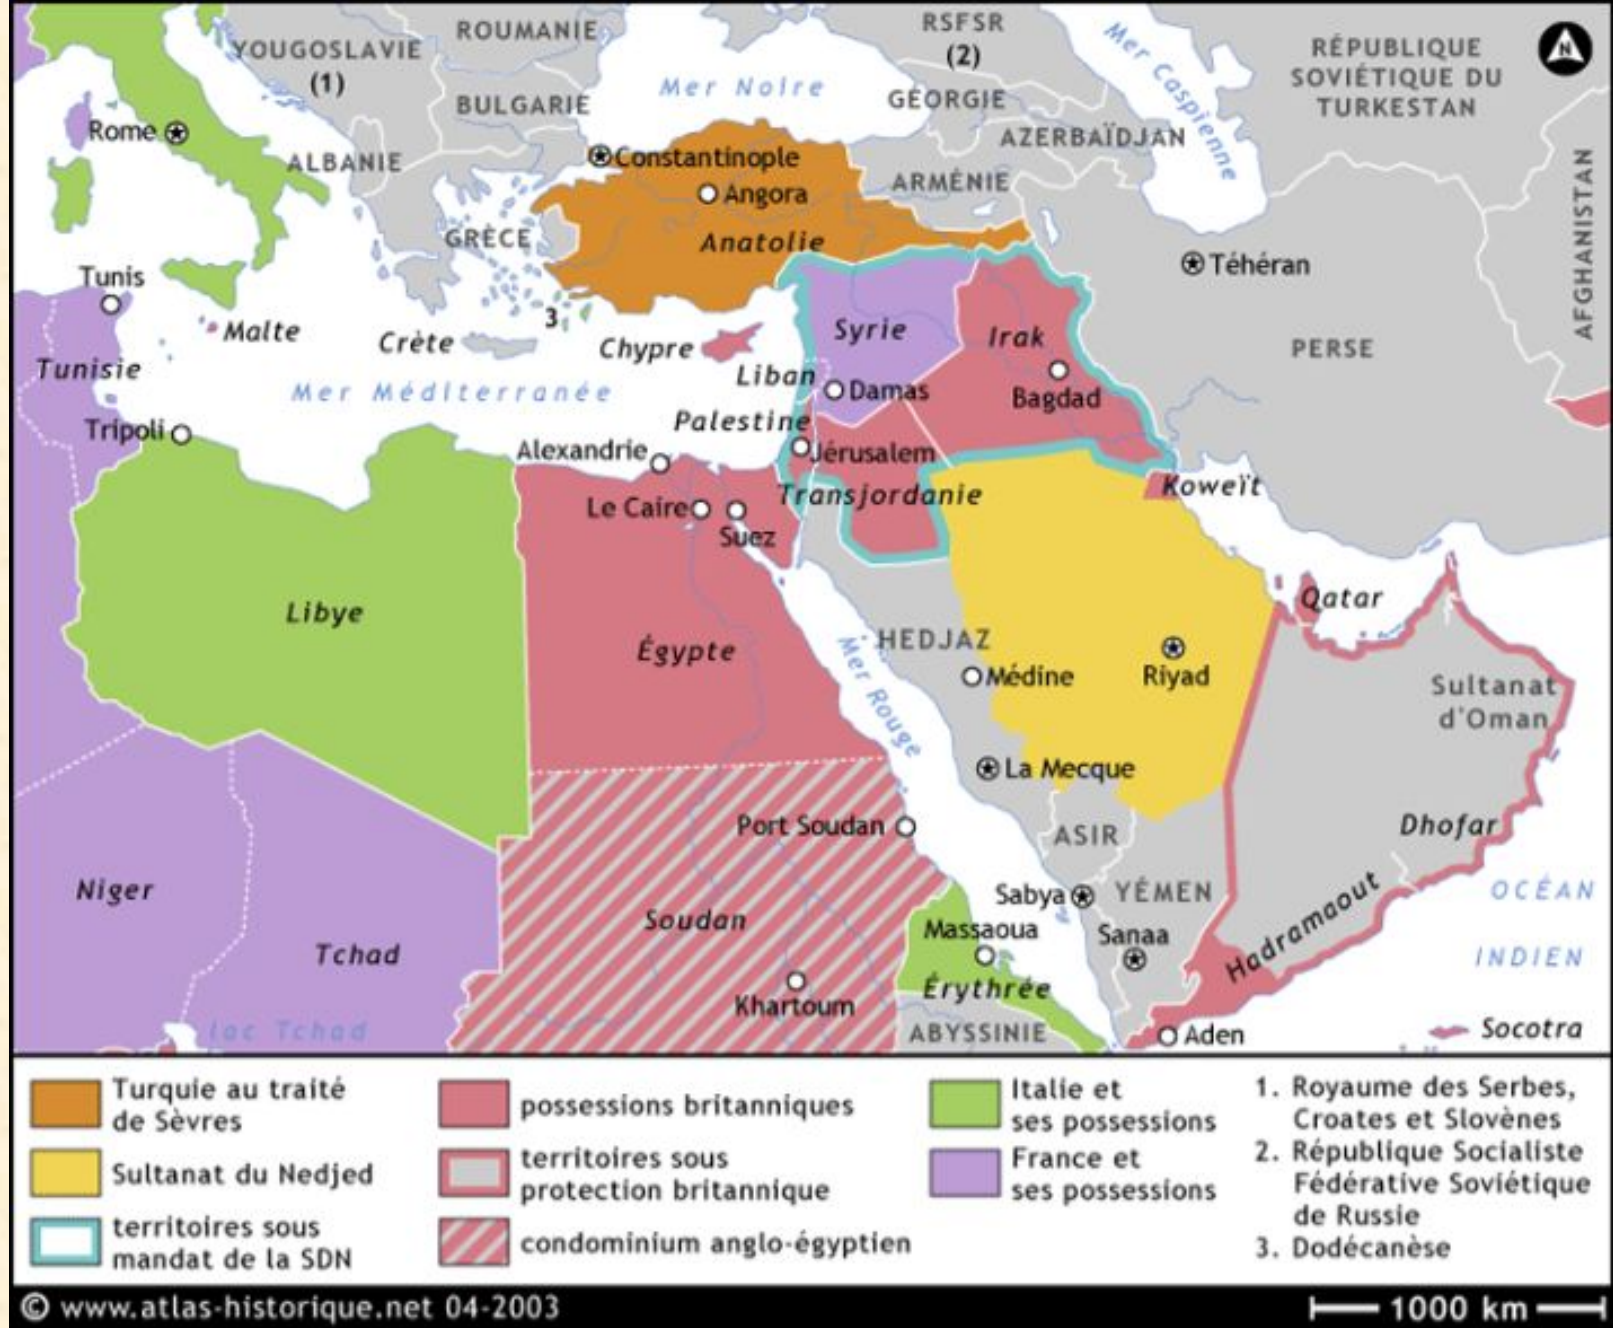 YOUGOSLAVIE
(1)
ROUMANIE
BULGARIE
ALBANIE
GRÈCE
Mer Noire
RSFSR
(2)
GÉORGIE
AZERBAÏDJAN
ARMÉNIE
Mer Caspienne
RÉPUBLIQUE
SOVIÉTIQUE DU
TURKESTAN
N
AFGHANISTAN
Rome
Constantinople
Angora
Anatolie
Téhéran
PERSE
Tunis
Malte
Crète
3
Chypre
Syrie
Irak
Tunisie
Mer Méditerranée
Liban
Damas
Bagdad
Tripoli
Palestine
Alexandrie
Jérusalem
Koweït
Le Caire
Suez
Transjordanie
Libye
Égypte
HEDJAZ
Mer Rouge
Médine
Riyad
Qatar
Sultanat
d'Oman
La Mecque
Port Soudan
ASIR
Dhofar
Niger
Tchad
Soudan
Sabya
YÉMEN
Massaoua
Sanaa
Hadramaout
OCÉAN
INDIEN
Érythrée
Khartoum
ABYSSINIE
Aden
Socotra
lac Tchad
Turquie au traité
de Sèvres
Sultanat du Nedjed
territoires sous
mandat de la SDN
possessions britanniques
territoires sous
protection britannique
condominium anglo-égyptien
Italie et
ses possessions
France et
ses possessions
1. Royaume des Serbes,
Croates et Slovènes
2. République Socialiste
Fédérative Soviétique
de Russie
3. Dodécanèse
© www.atlas-historique.net 04-2003
1000 km